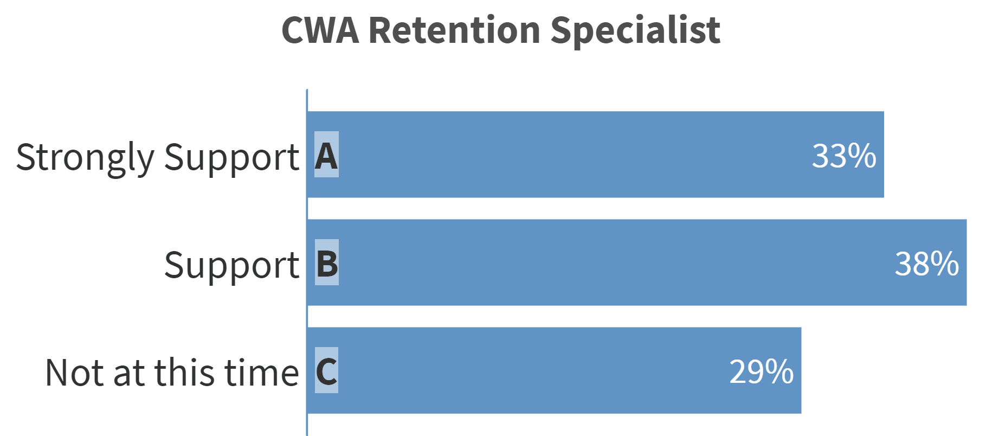 CWA Retention Specialist
Strongly Support A 33%
Support B 38%
Not at this time C 29%